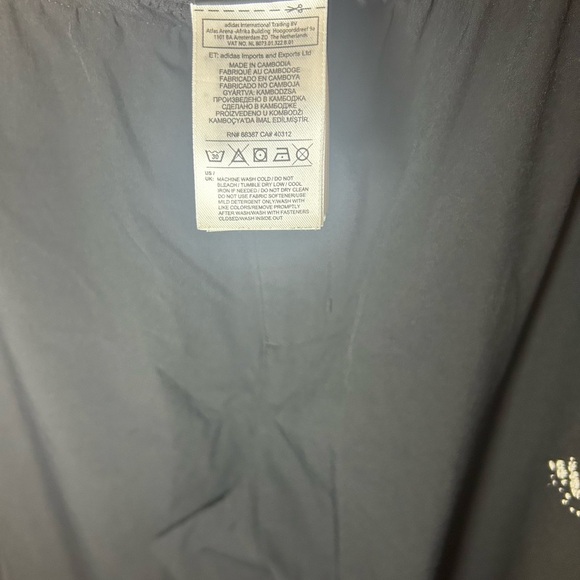 adidas International Trading BV
Atlas Arena -Afrika Building Hoogoorddreef 9a
1101 BA Amsterdam ZO The Netherlands
VAT NO. NL 8073.01.522.B.01
ET: adidas Imports and Exports Ltd
MADE IN CAMBODIA
FABRIQUÉ AU CAMBODGE
FABRICADO EN CAMBOYA
FABRICADO NO CAMBOJA
GYÁRTVA: KAMBODZSA
ПРОИЗВЕДЕНО В КАМБОДЖА
СДЕЛАНО В КАМБОДЖЕ
PROIZVEDENO U KOMBODŽI
KAMBOÇYA'DA İMAL EDİLMİŞTİR
RN# 88387 CA# 40312
30
US /
UK: MACHINE WASH COLD / DO NOT
BLEACH / TUMBLE DRY LOW / COOL
IRON IF NEEDED / DO NOT DRY CLEAN
DO NOT USE FABRIC SOFTENER/USE
MILD DETERGENT ONLY/WASH WITH
LIKE COLORS/REMOVE PROMPTLY
AFTER WASH/WASH WITH FASTENERS
CLOSED/WASH INSIDE OUT